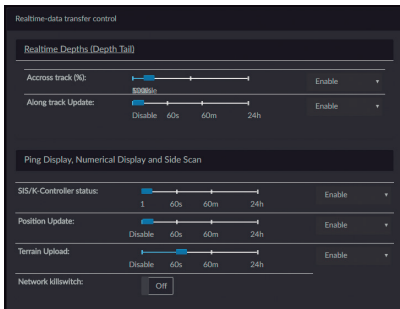 Realtime-data transfer control
Realtime Depths (Depth Tail)
Accross track (%):
Enable
Along track Update:
Disable 60s 60m 24h
Enable
Ping Display, Numerical Display and Side Scan
SIS/K-Controller status:
1 60s 60m 24h
Enable
Position Update:
Disable 60s 60m 24h
Enable
Terrain Upload:
Disable 60s 60m 24h
Enable
Network killswitch:
Off